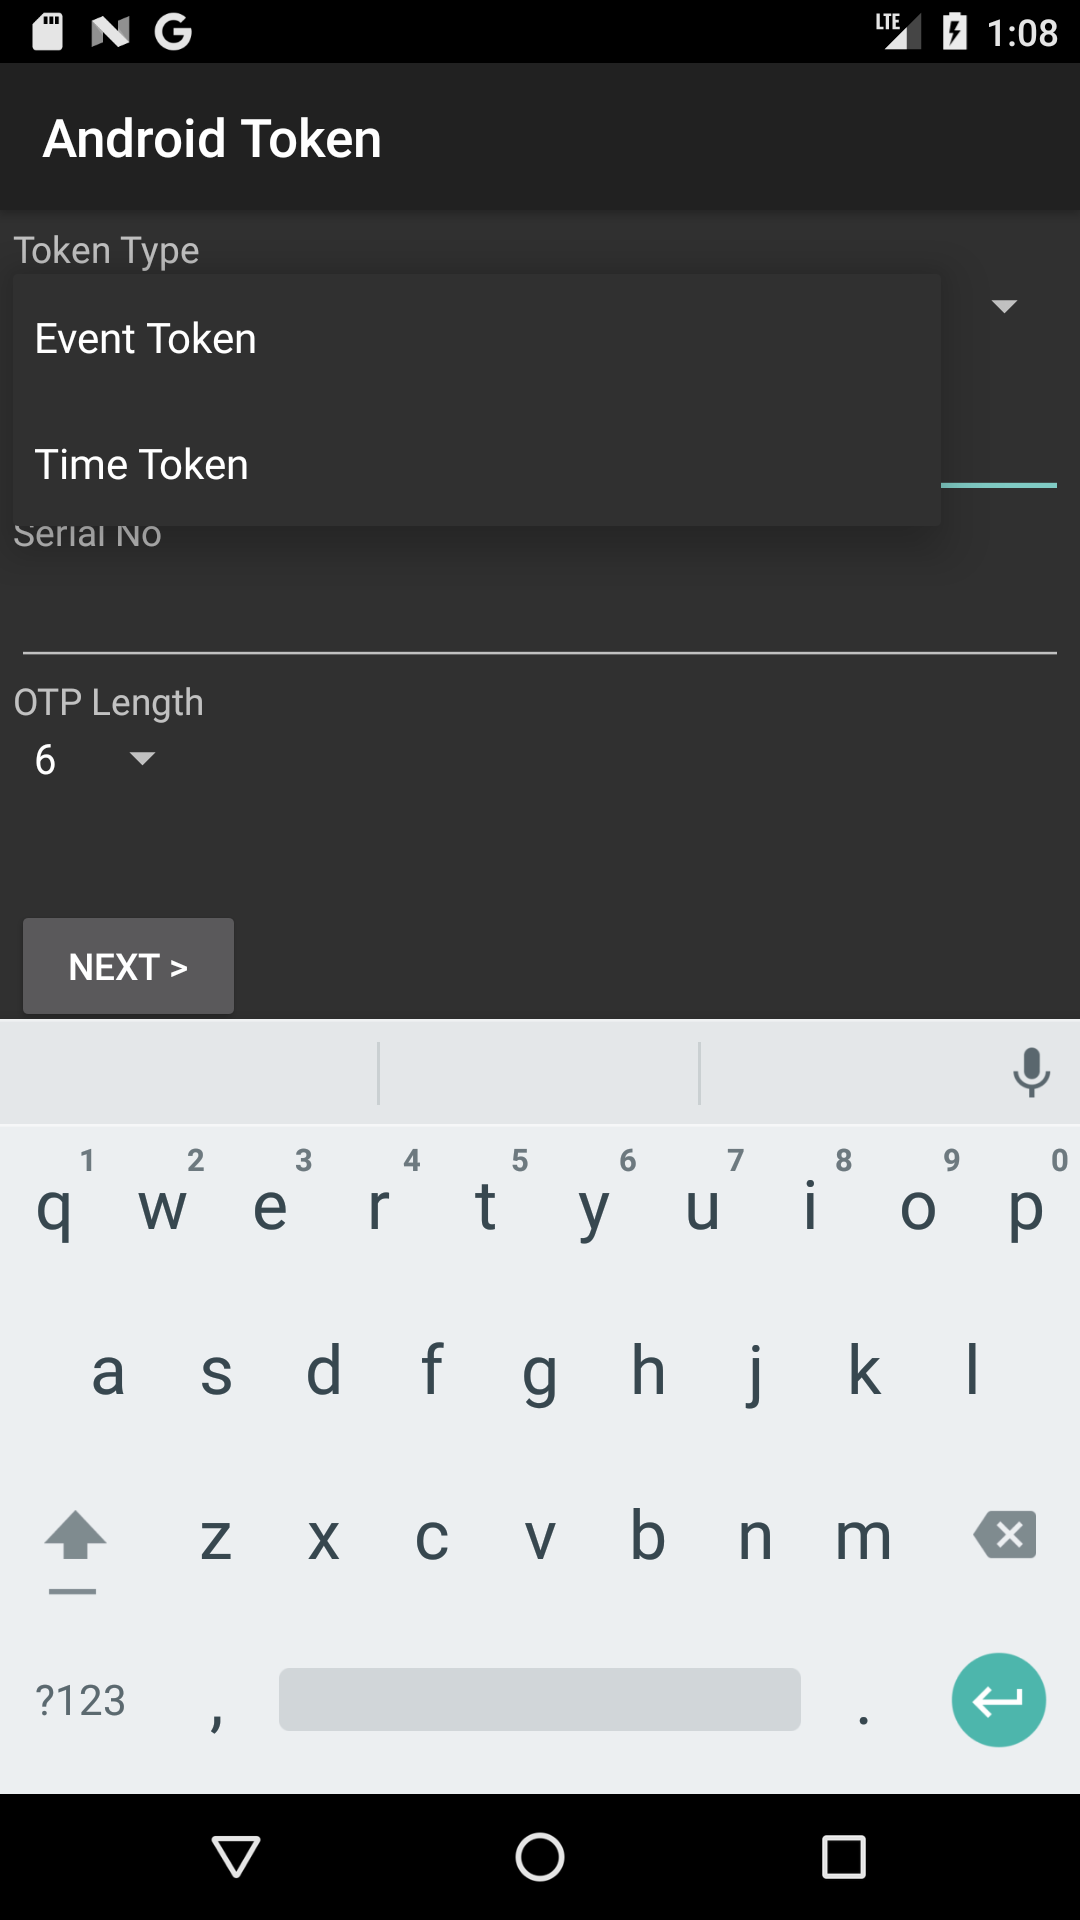 LTE 1:08
Android Token
Token Type
Event Token
Time Token
Serial No
OTP Length
6
NEXT >
1 2 3 4 5 6 7 8 9 0
q w e r t y u i o p
a s d f g h j k l
z x c v b n m
?123 , .